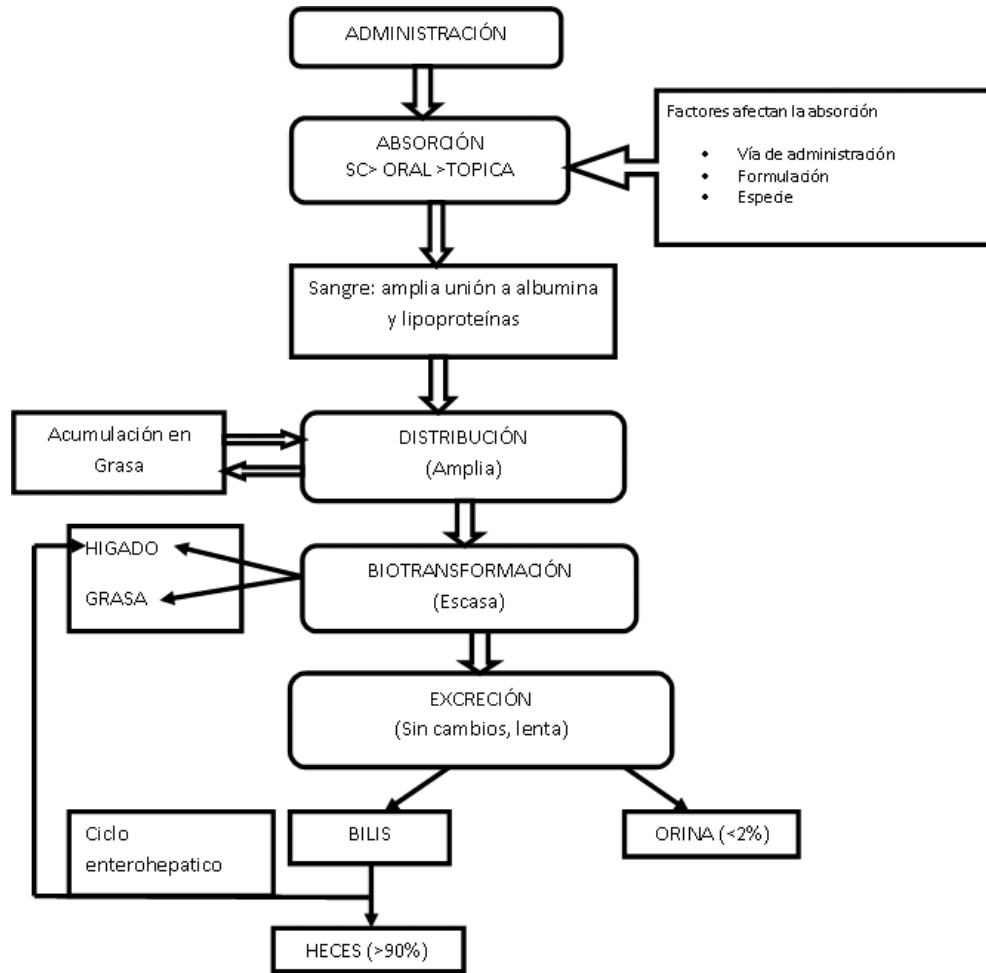 ADMINISTRACIÓN
Factores afectan la absorción
• Vía de administración
• Formulación
• Especie
ABSORCIÓN
SC> ORAL >TOPICA
Sangre: amplia unión a albumina
y lipoproteínas
Acumulación en
Grasa
DISTRIBUCIÓN
(Amplia)
HIGADO
GRASA
BIOTRANSFORMACIÓN
(Escasa)
EXCRECIÓN
(Sin cambios, lenta)
Ciclo
enterohepatico
BILIS
ORINA (<2%)
HECES (>90%)